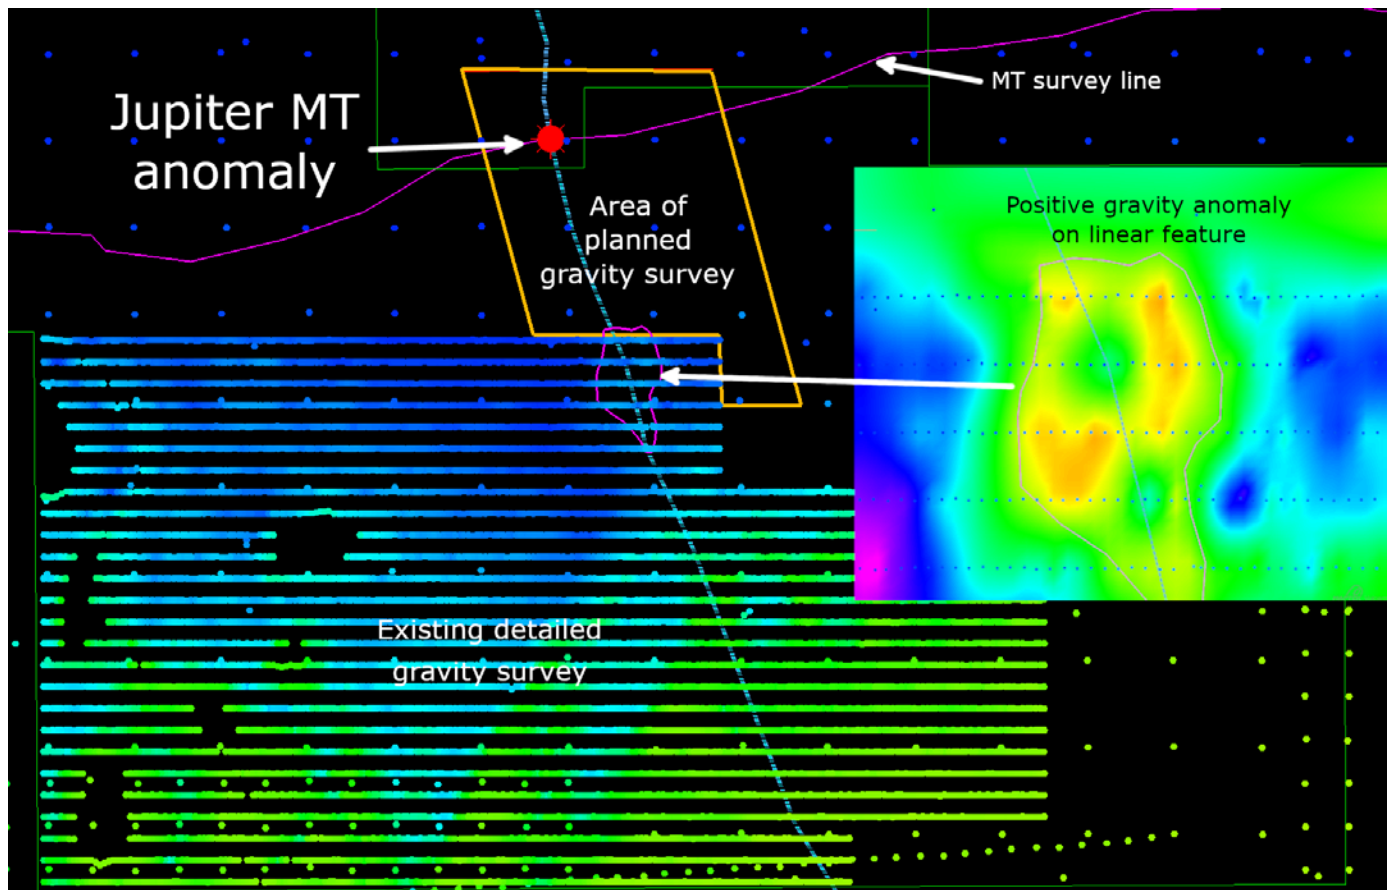 Jupiter MT
anomaly
MT survey line
Area of
planned
gravity survey
Positive gravity anomaly
on linear feature
Existing detailed
gravity survey